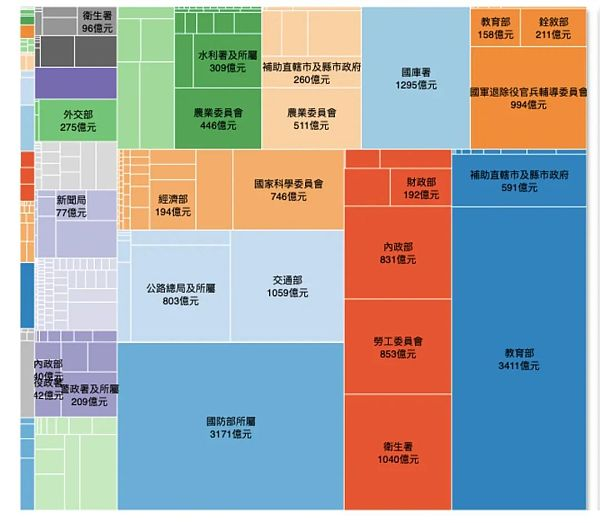 衛生署
96億元
水利署及所屬
309億元
補助直轄市及縣市政府
260億元
國庫署
1295億元
教育部
158億元
銓敘部
211億元
國軍退除役官兵輔導委員會
994億元
外交部
275億元
農業委員會
446億元
農業委員會
511億元
新聞局
77億元
經濟部
194億元
國家科學委員會
746億元
財政部
192億元
補助直轄市及縣市政府
591億元
公路總局及所屬
803億元
交通部
1059億元
內政部
831億元
勞工委員會
853億元
教育部
3411億元
內政部
40億元
役政署
42億元
警政署及所屬
209億元
國防部所屬
3171億元
衛生署
1040億元